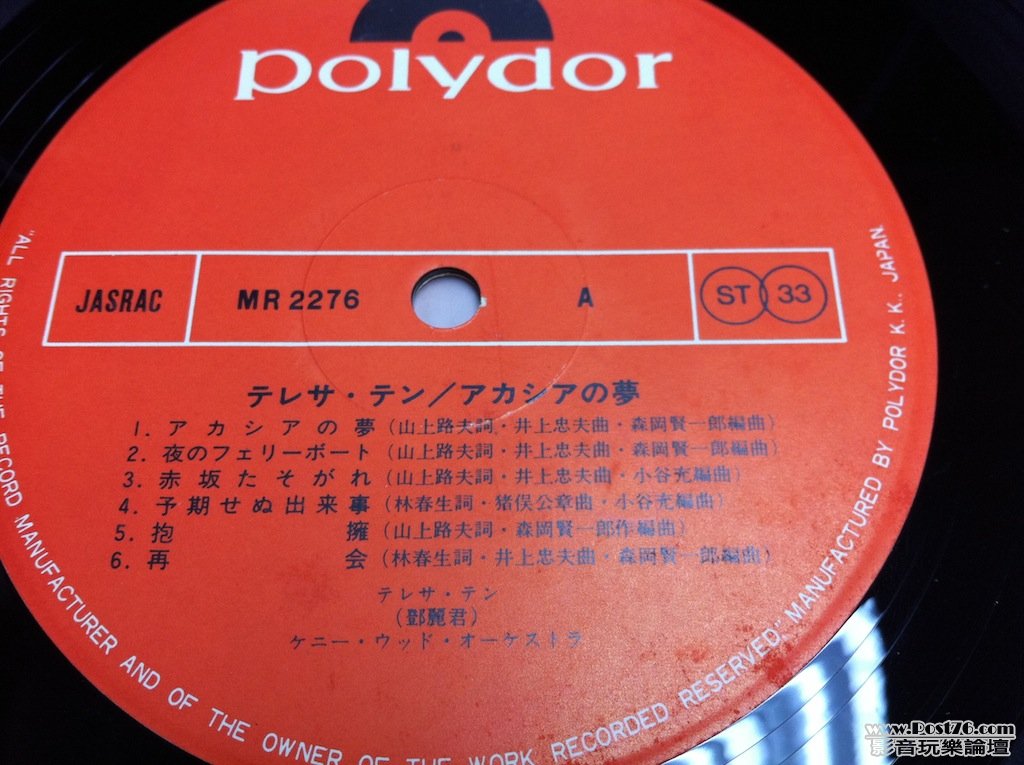 polydor
JASRAC MR 2276 A ST 33
テレサ・テン／アカシアの夢
1. アカシアの夢（山上路夫詞・井上忠夫曲・森岡賢一郎編曲）
2. 夜のフェリーボート（山上路夫詞・井上忠夫曲・森岡賢一郎編曲）
3. 赤坂たそがれ（山上路夫詞・井上忠夫曲・小谷充編曲）
4. 予期せぬ出来事（林春生詞・猪俣公章曲・小谷充編曲）
5. 抱擁（山上路夫詞・森岡賢一郎作編曲）
6. 再会（林春生詞・井上忠夫曲・森岡賢一郎編曲）
テレサ・テン
（鄧麗君）
ケニー・ウッド・オーケストラ
"ALL RIGHTS OF THE RECORD MANUFACTURER AND OF THE OWNER OF THE WORK RECORDED RESERVED" MANUFACTURED BY POLYDOR K.K., JAPAN
www.Post76.com
影音玩樂論壇